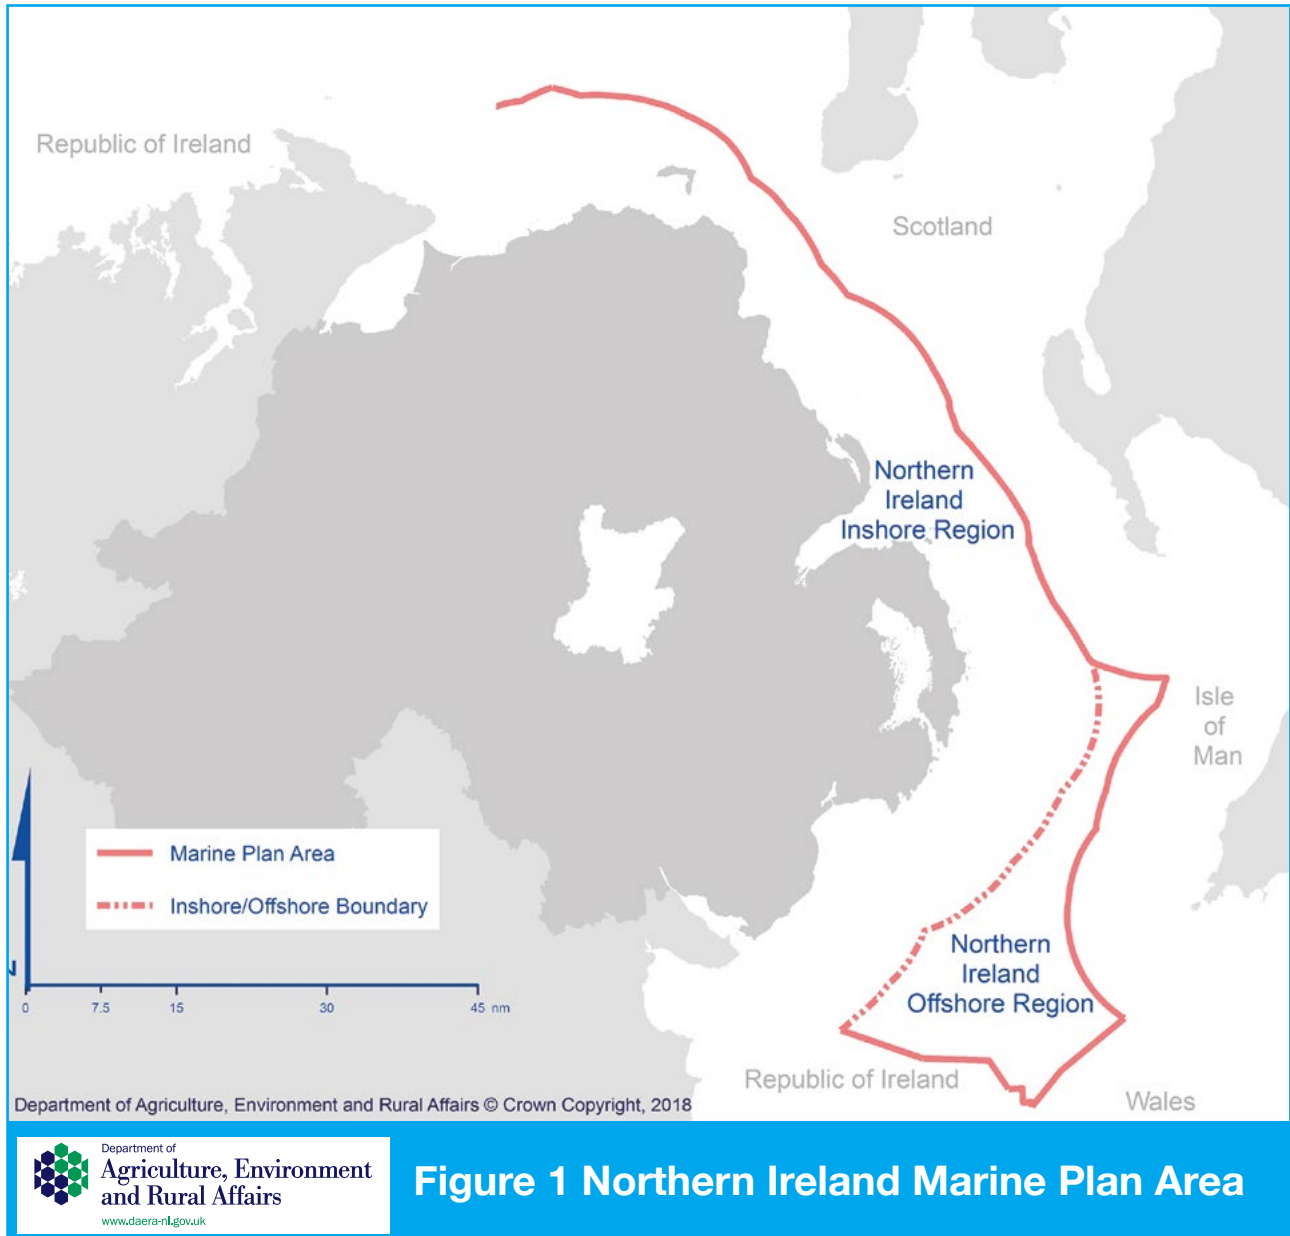 Republic of Ireland
Scotland
Northern
Ireland
Inshore Region
Isle
of
Man
Marine Plan Area
Inshore/Offshore Boundary
Northern
Ireland
Offshore Region
N
0 7.5 15 30 45 nm
Republic of Ireland
Wales
Department of Agriculture, Environment and Rural Affairs © Crown Copyright, 2018
Department of
Agriculture, Environment
and Rural Affairs
www.daera-ni.gov.uk
Figure 1 Northern Ireland Marine Plan Area